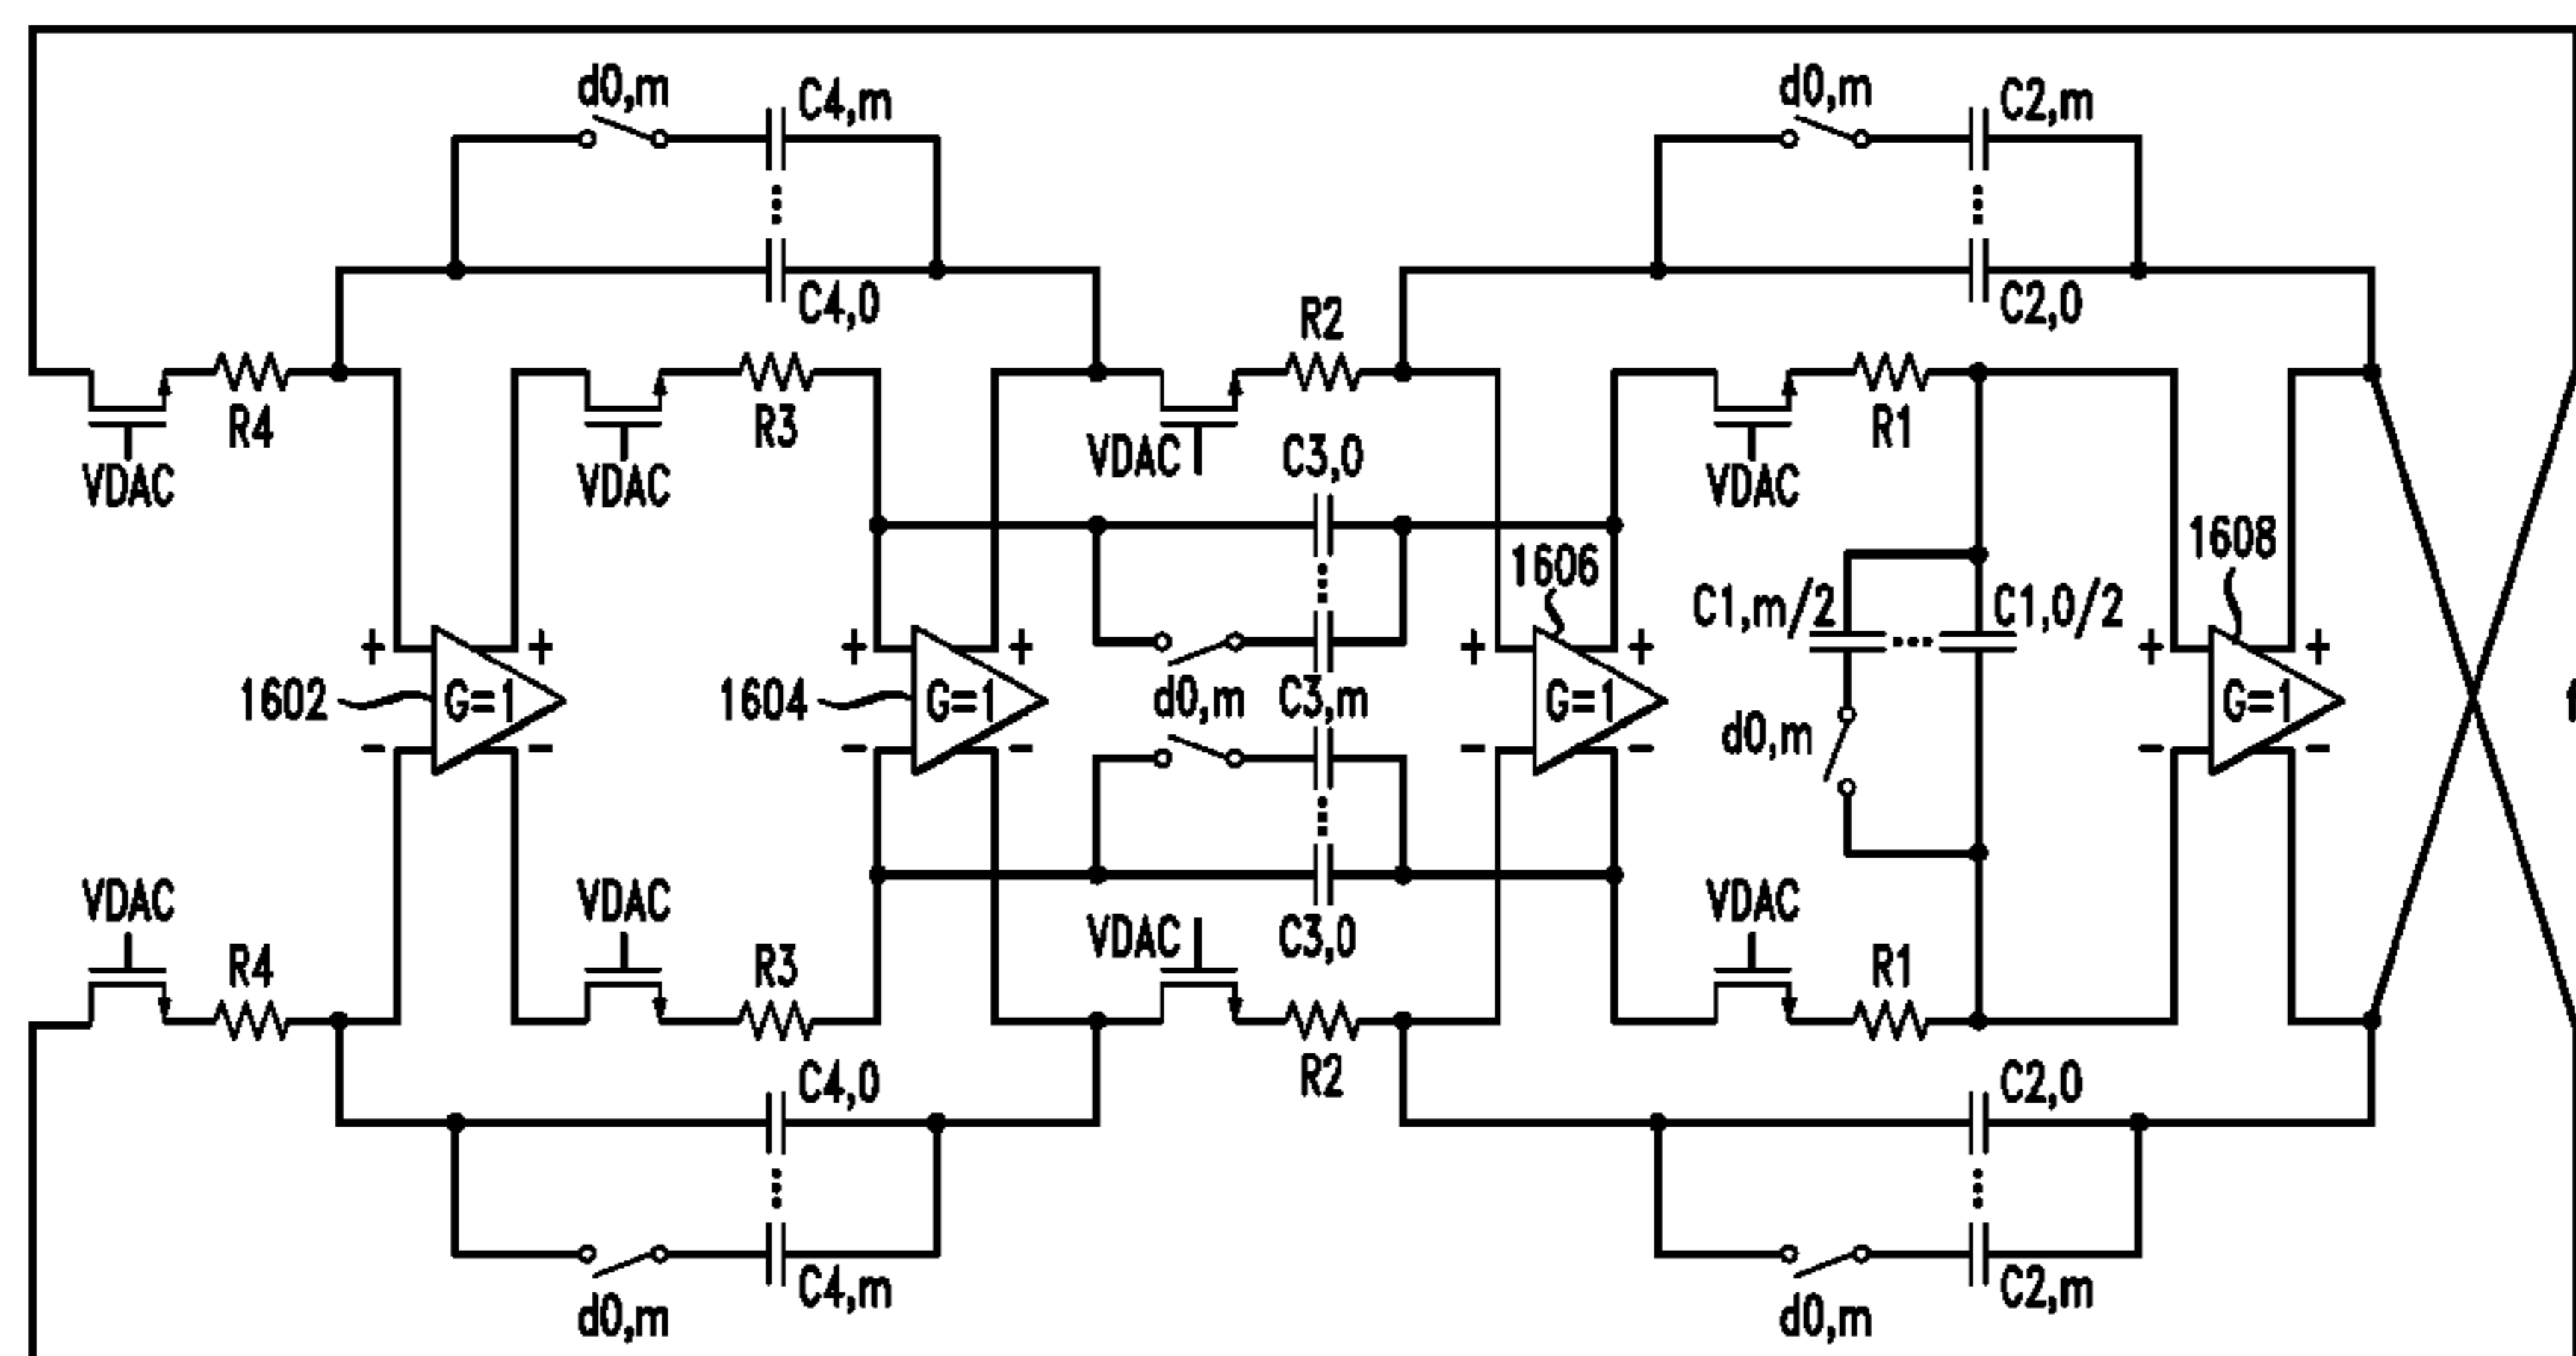 d0,m
C4,m
d0,m
C2,m
C4,0
C2,0
R2
R4
R3
R1
VDAC
VDAC
VDAC
C3,0
VDAC
1606
1608
C1,m/2
C1,0/2
+ + + + + + + +
1602
G=1
1604
G=1
d0,m
C3,m
G=1
d0,m
G=1
- - - - - - - -
VDAC
VDAC
VDAC
C3,0
VDAC
R4
R3
R1
R2
C4,0
C2,0
C4,m
C2,m
d0,m
d0,m